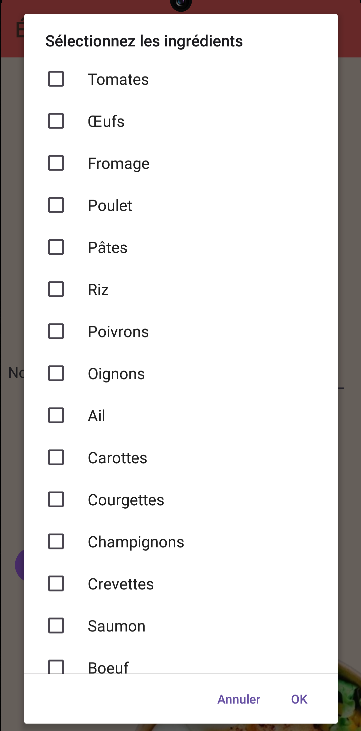 Sélectionnez les ingrédients
Tomates
Œufs
Fromage
Poulet
Pâtes
Riz
Poivrons
Oignons
Ail
Carottes
Courgettes
Champignons
Crevettes
Saumon
Boeuf
Annuler OK